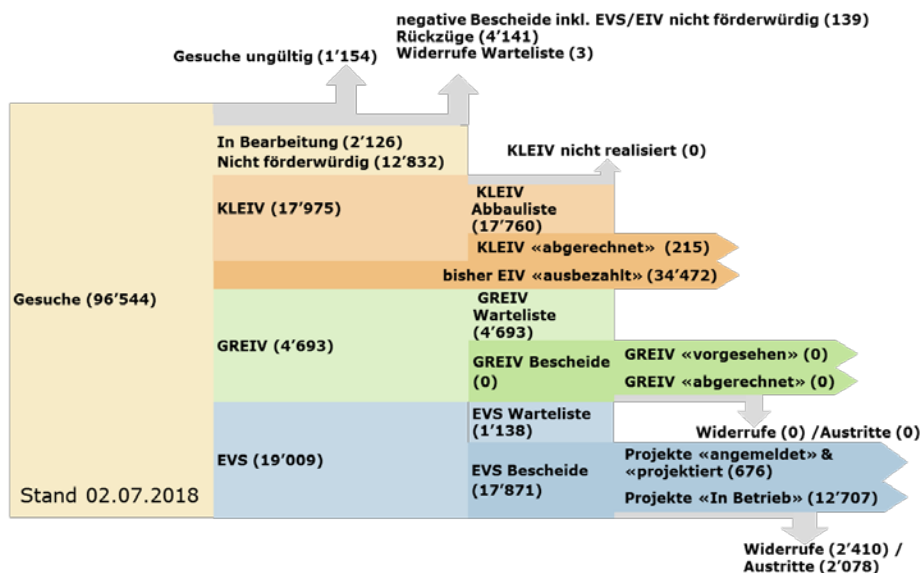 negative Bescheide inkl. EVS/EIV nicht förderwürdig (139)
Rückzüge (4’141)
Widerrufe Warteliste (3)
Gesuche ungültig (1’154)
In Bearbeitung (2’126)
Nicht förderwürdig (12’832)
KLEIV nicht realisiert (0)
KLEIV (17’975)
KLEIV
Abbauliste
(17’760)
KLEIV «abgerechnet» (215)
bisher EIV «ausbezahlt» (34’472)
Gesuche (96’544)
GREIV
Warteliste
(4’693)
GREIV (4’693)
GREIV Bescheide
(0)
GREIV «vorgesehen» (0)
GREIV «abgerechnet» (0)
Widerrufe (0) /Austritte (0)
EVS Warteliste
(1’138)
EVS (19’009)
EVS Bescheide
(17’871)
Projekte «angemeldet» &
«projektiert (676)
Projekte «In Betrieb» (12’707)
Stand 02.07.2018
Widerrufe (2’410) /
Austritte (2’078)